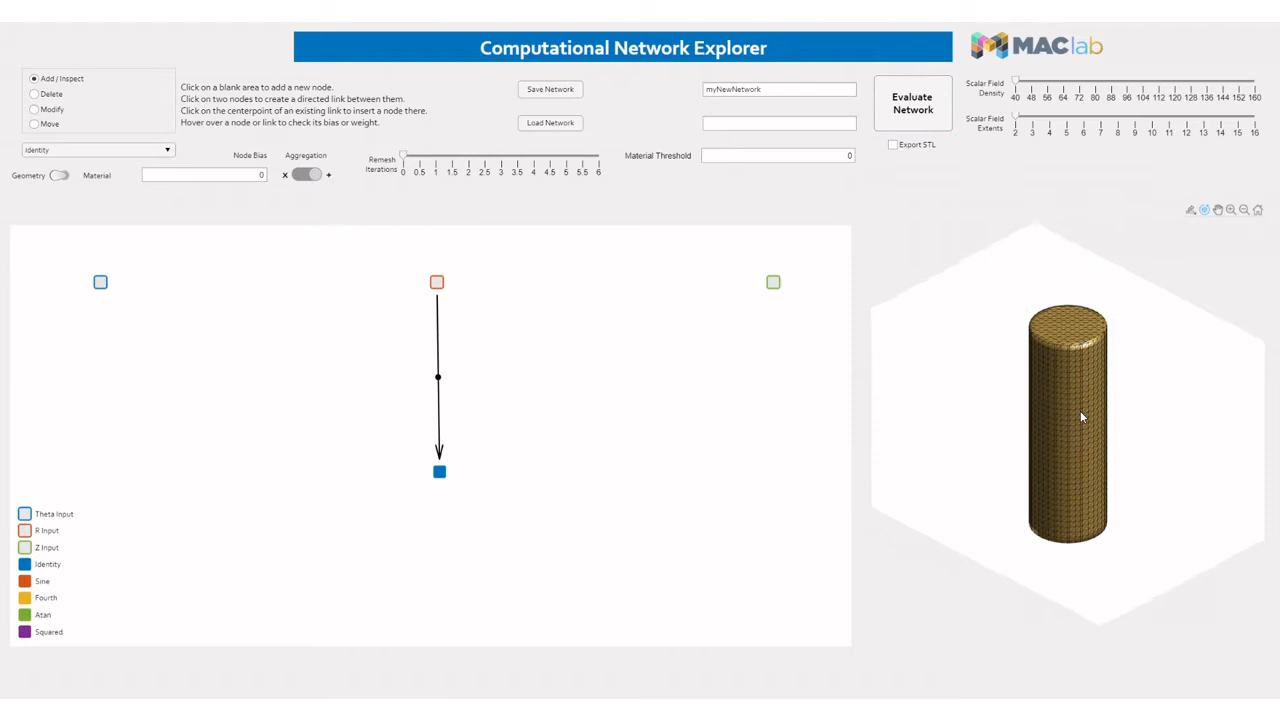 Computational Network Explorer
MAClab
Add / Inspect
Delete
Modify
Move
Click on a blank area to add a new node.
Click on two nodes to create a directed link between them.
Click on the centerpoint of an existing link to insert a node there.
Hover over a node or link to check its bias or weight.
Save Network
Load Network
myNewNetwork
Evaluate
Network
Export STL
Scalar Field
Density
40 48 56 64 72 80 88 96 104 112 120 128 136 144 152 160
Scalar Field
Extents
2 3 4 5 6 7 8 9 10 11 12 13 14 15 16
Identity
Node Bias
Aggregation
Geometry
Material
0
x
+
Remesh
Iterations
0 0.5 1 1.5 2 2.5 3 3.5 4 4.5 5 5.5 6
Material Threshold
0
Theta Input
R Input
Z Input
Identity
Sine
Fourth
Atan
Squared